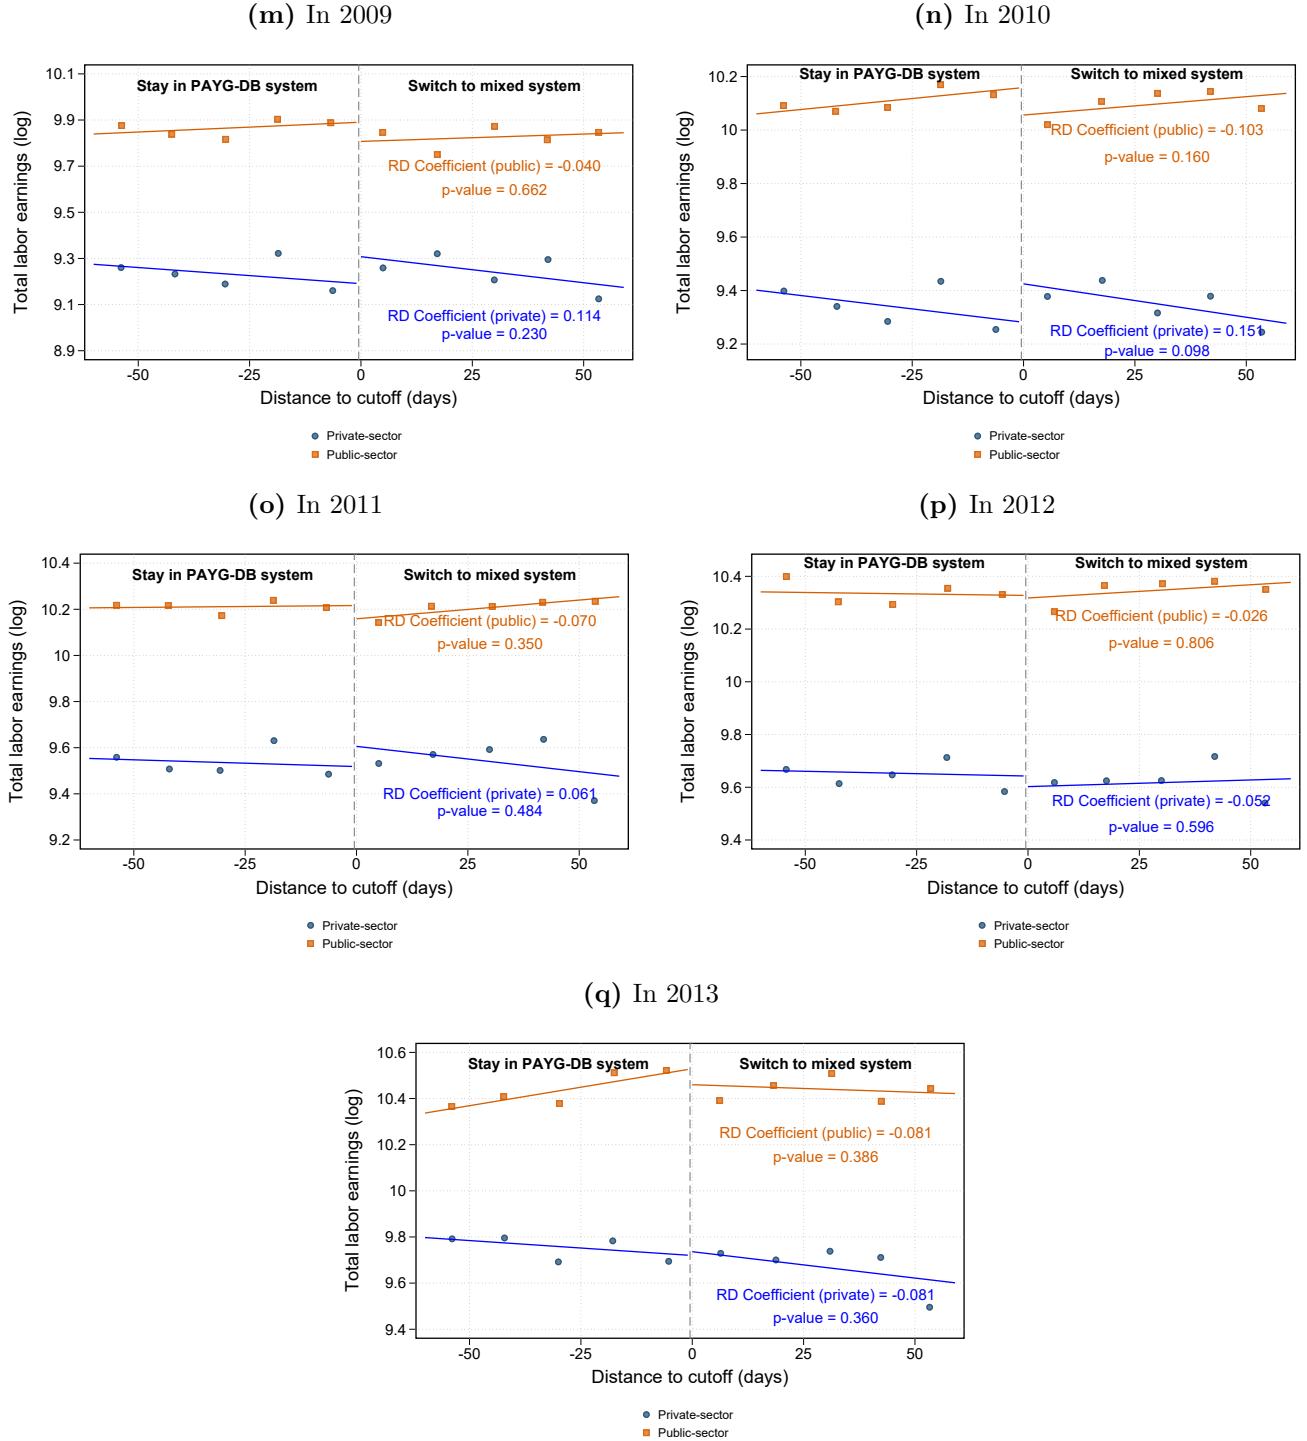 (m) In 2009
Total labor earnings (log)
10.1
9.9
9.7
9.5
9.3
9.1
8.9
Stay in PAYG-DB system
Switch to mixed system
RD Coefficient (public) = -0.040
p-value = 0.662
RD Coefficient (private) = 0.114
p-value = 0.230
-50 -25 0 25 50
Distance to cutoff (days)
Private-sector
Public-sector
(n) In 2010
Total labor earnings (log)
10.2
10
9.8
9.6
9.4
9.2
Stay in PAYG-DB system
Switch to mixed system
RD Coefficient (public) = -0.103
p-value = 0.160
RD Coefficient (private) = 0.151
p-value = 0.098
-50 -25 0 25 50
Distance to cutoff (days)
Private-sector
Public-sector
(o) In 2011
Total labor earnings (log)
10.4
10.2
10
9.8
9.6
9.4
9.2
Stay in PAYG-DB system
Switch to mixed system
RD Coefficient (public) = -0.070
p-value = 0.350
RD Coefficient (private) = 0.061
p-value = 0.484
-50 -25 0 25 50
Distance to cutoff (days)
Private-sector
Public-sector
(p) In 2012
Total labor earnings (log)
10.4
10.2
10
9.8
9.6
9.4
Stay in PAYG-DB system
Switch to mixed system
RD Coefficient (public) = -0.026
p-value = 0.806
RD Coefficient (private) = -0.052
p-value = 0.596
-50 -25 0 25 50
Distance to cutoff (days)
Private-sector
Public-sector
(q) In 2013
Total labor earnings (log)
10.6
10.4
10.2
10
9.8
9.6
9.4
Stay in PAYG-DB system
Switch to mixed system
RD Coefficient (public) = -0.081
p-value = 0.386
RD Coefficient (private) = -0.081
p-value = 0.360
-50 -25 0 25 50
Distance to cutoff (days)
Private-sector
Public-sector